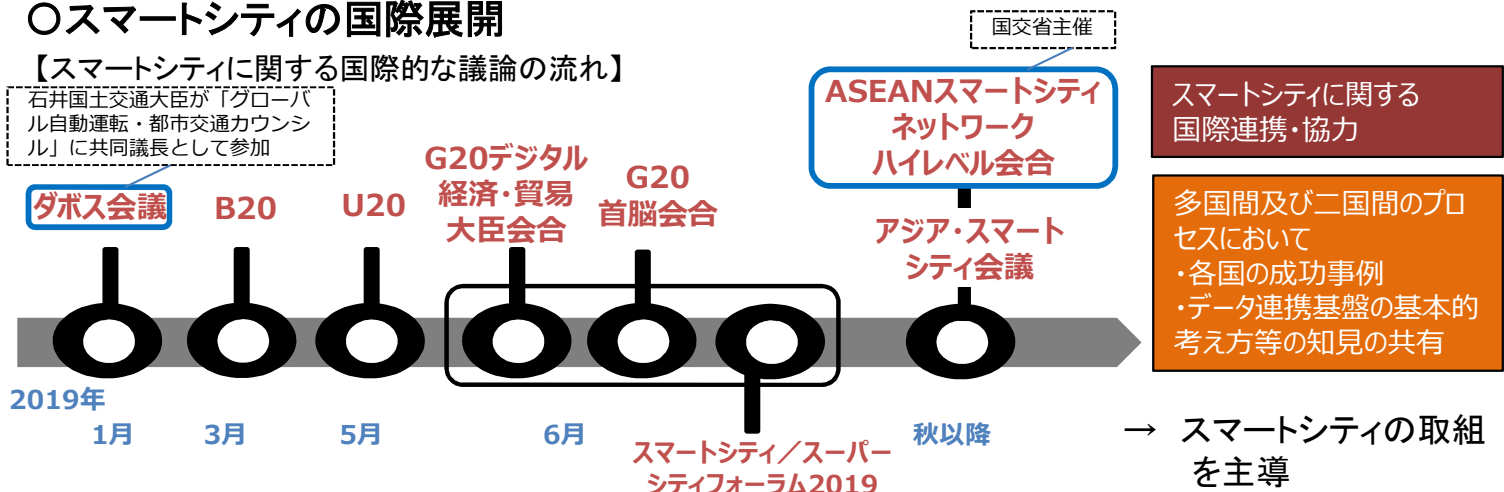 〇スマートシティの国際展開
【スマートシティに関する国際的な議論の流れ】
国交省主催
石井国土交通大臣が「グローバ
ル自動運転・都市交通カウンシ
ル」に共同議長として参加
ダボス会議
B20
U20
G20デジタル
経済・貿易
大臣会合
G20
首脳会合
ASEANスマートシティ
ネットワーク
ハイレベル会合
アジア・スマート
シティ会議
スマートシティに関する
国際連携・協力
多国間及び二国間のプロ
セスにおいて
・各国の成功事例
・データ連携基盤の基本的
考え方等の知見の共有
2019年
1月
3月
5月
6月
秋以降
スマートシティ／スーパー
シティフォーラム2019
→ スマートシティの取組
を主導